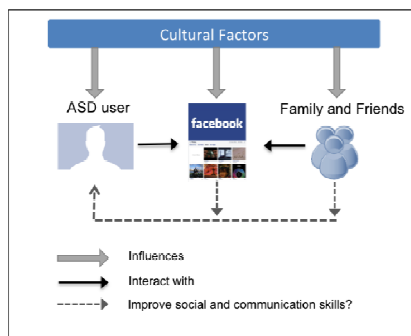 Cultural Factors
ASD user
facebook
Family and Friends
Influences
Interact with
Improve social and communication skills?